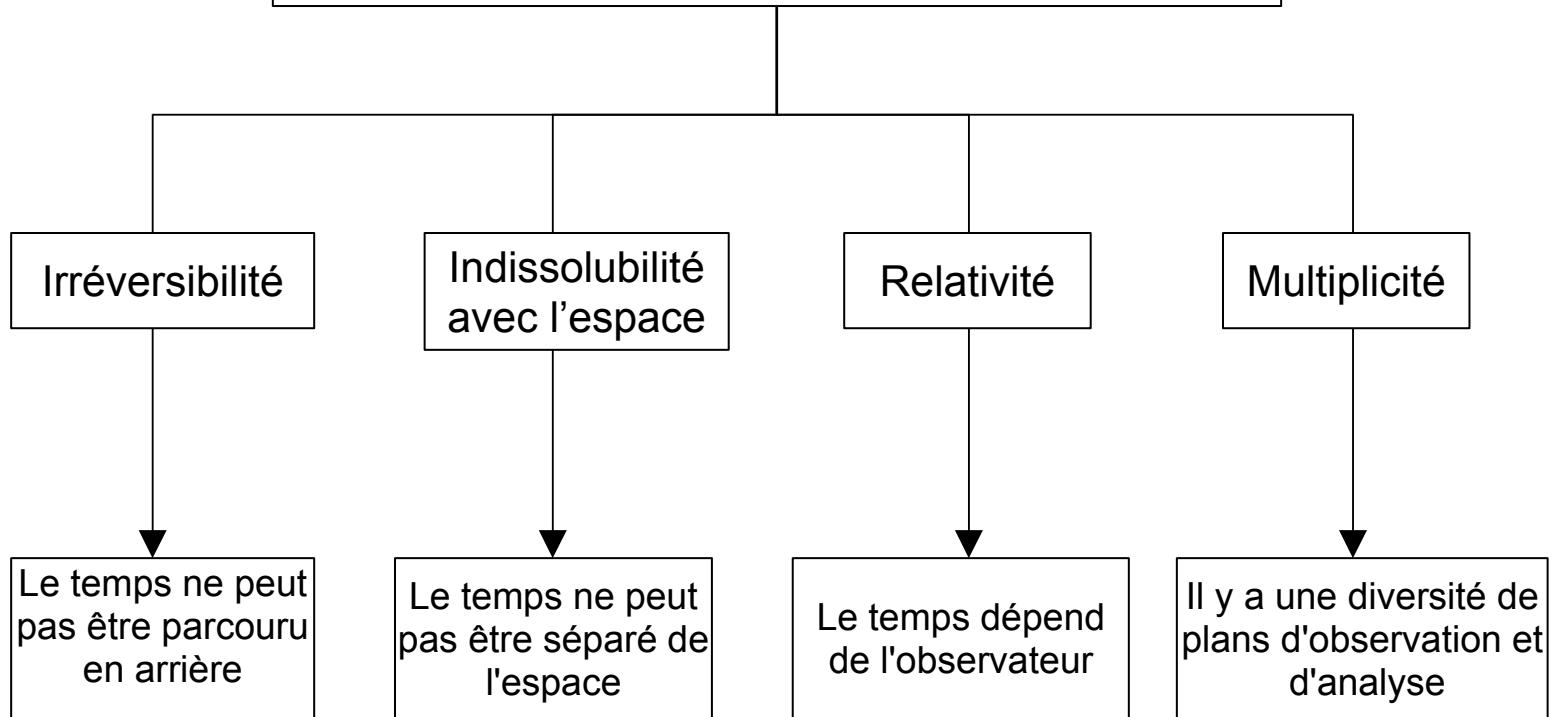 Irréversibilité
Indissolubilité
avec l’espace
Relativité
Multiplicité
Le temps ne peut
pas être parcouru
en arrière
Le temps ne peut
pas être séparé de
l'espace
Le temps dépend
de l'observateur
Il y a une diversité de
plans d'observation et
d'analyse